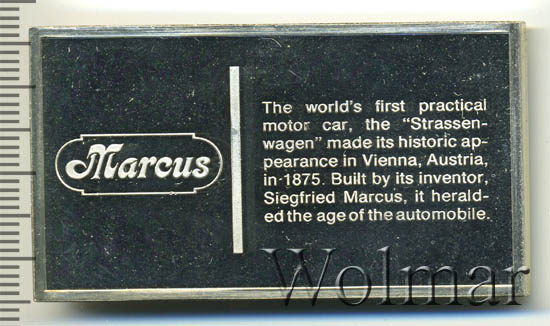 Marcus
The world's first practical
motor car, the "Strassen-
wagen" made its historic ap-
pearance in Vienna, Austria,
in 1875. Built by its inventor,
Siegfried Marcus, it herald-
ed the age of the automobile.
Wolmar